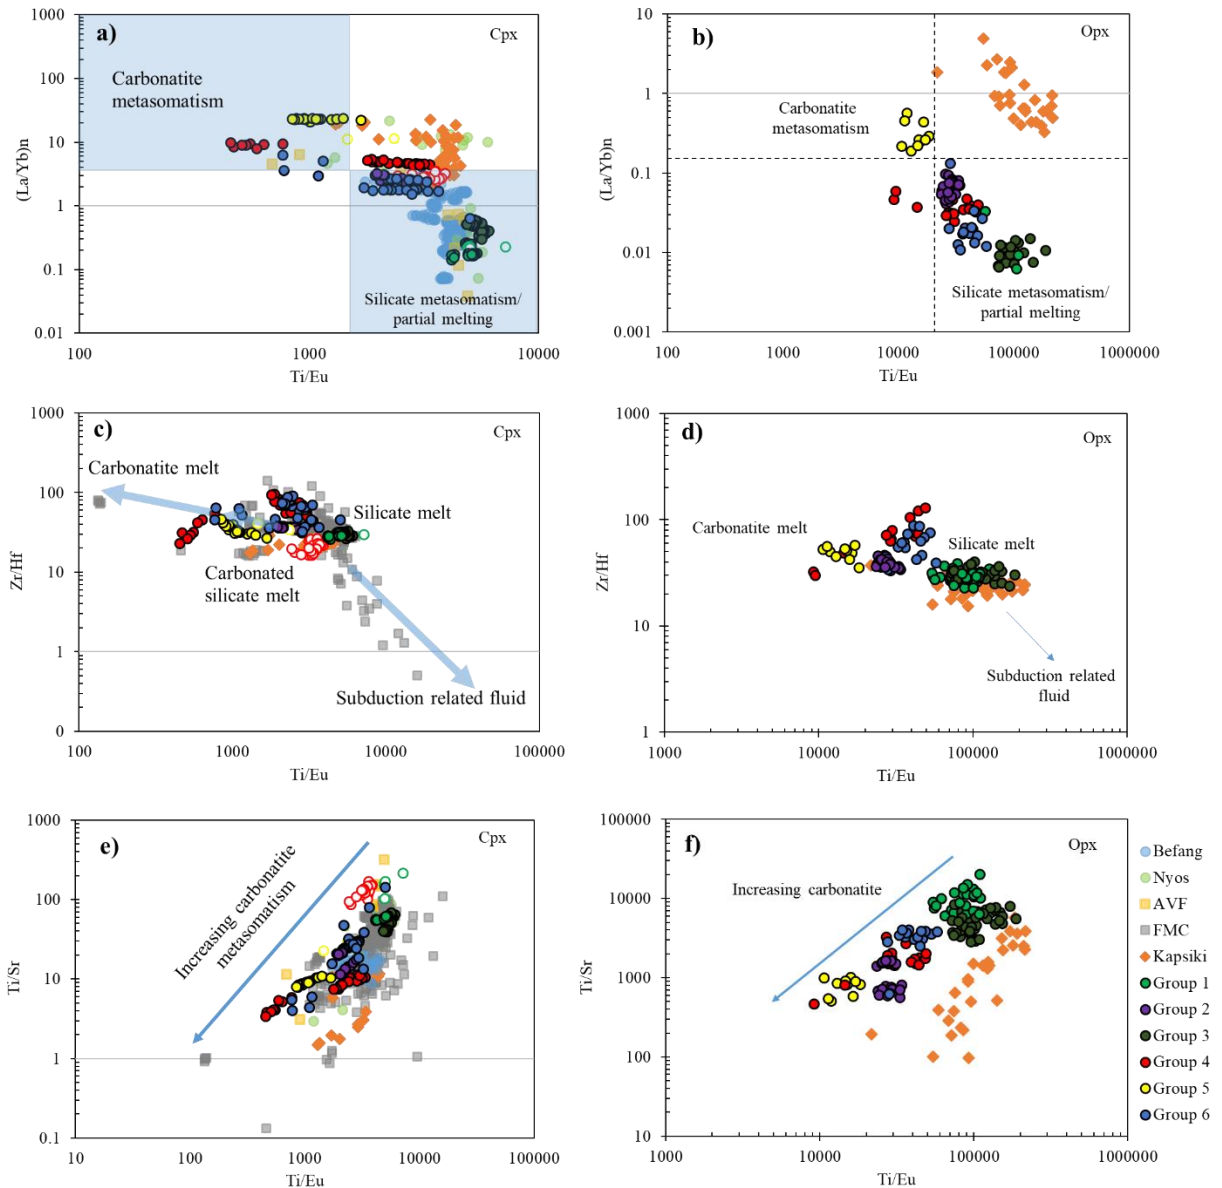 a)
Cpx
Carbonatite
metasomatism
Silicate metasomatism/
partial melting
(La/Yb)n
1000
100
10
1
0.1
0.01
100
1000
10000
Ti/Eu
b)
Opx
Carbonatite
metasomatism
Silicate metasomatism/
partial melting
(La/Yb)n
10
1
0.1
0.01
0.001
1000
10000
100000
1000000
Ti/Eu
c)
Cpx
Carbonatite melt
Silicate melt
Carbonated
silicate melt
Subduction related fluid
Zr/Hf
1000
100
10
1
0
100
1000
10000
100000
Ti/Eu
d)
Opx
Carbonatite melt
Silicate melt
Subduction related
fluid
Zr/Hf
1000
100
10
1
1000
10000
100000
1000000
Ti/Eu
e)
Cpx
Increasing carbonatite
metasomatism
Ti/Sr
1000
100
10
1
0.1
10
100
1000
10000
100000
Ti/Eu
f)
Opx
Increasing carbonatite
Ti/Sr
100000
10000
1000
100
10
1000
10000
100000
1000000
Ti/Eu
Befang
Nyos
AVF
FMC
Kapsiki
Group 1
Group 2
Group 3
Group 4
Group 5
Group 6